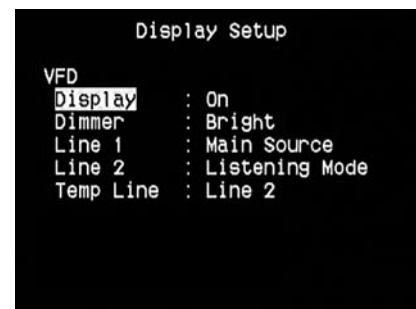 Display Setup
VFD
Display : On
Dimmer : Bright
Line 1 : Main Source
Line 2 : Listening Mode
Temp Line : Line 2